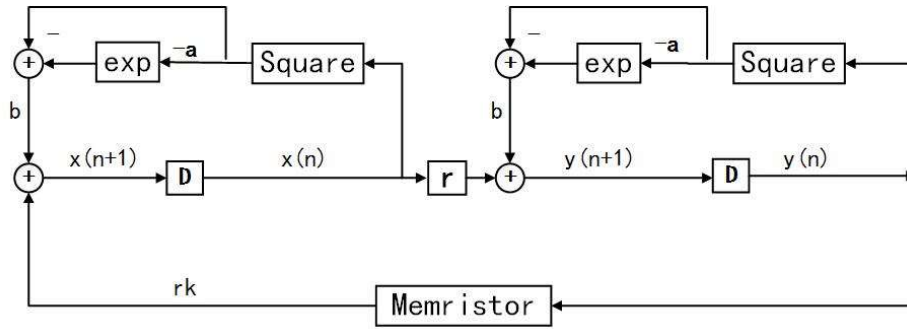 − −
+ exp −a Square + exp −a Square
b b
+ x(n+1) D x(n) r + y(n+1) D y(n)
rk Memristor